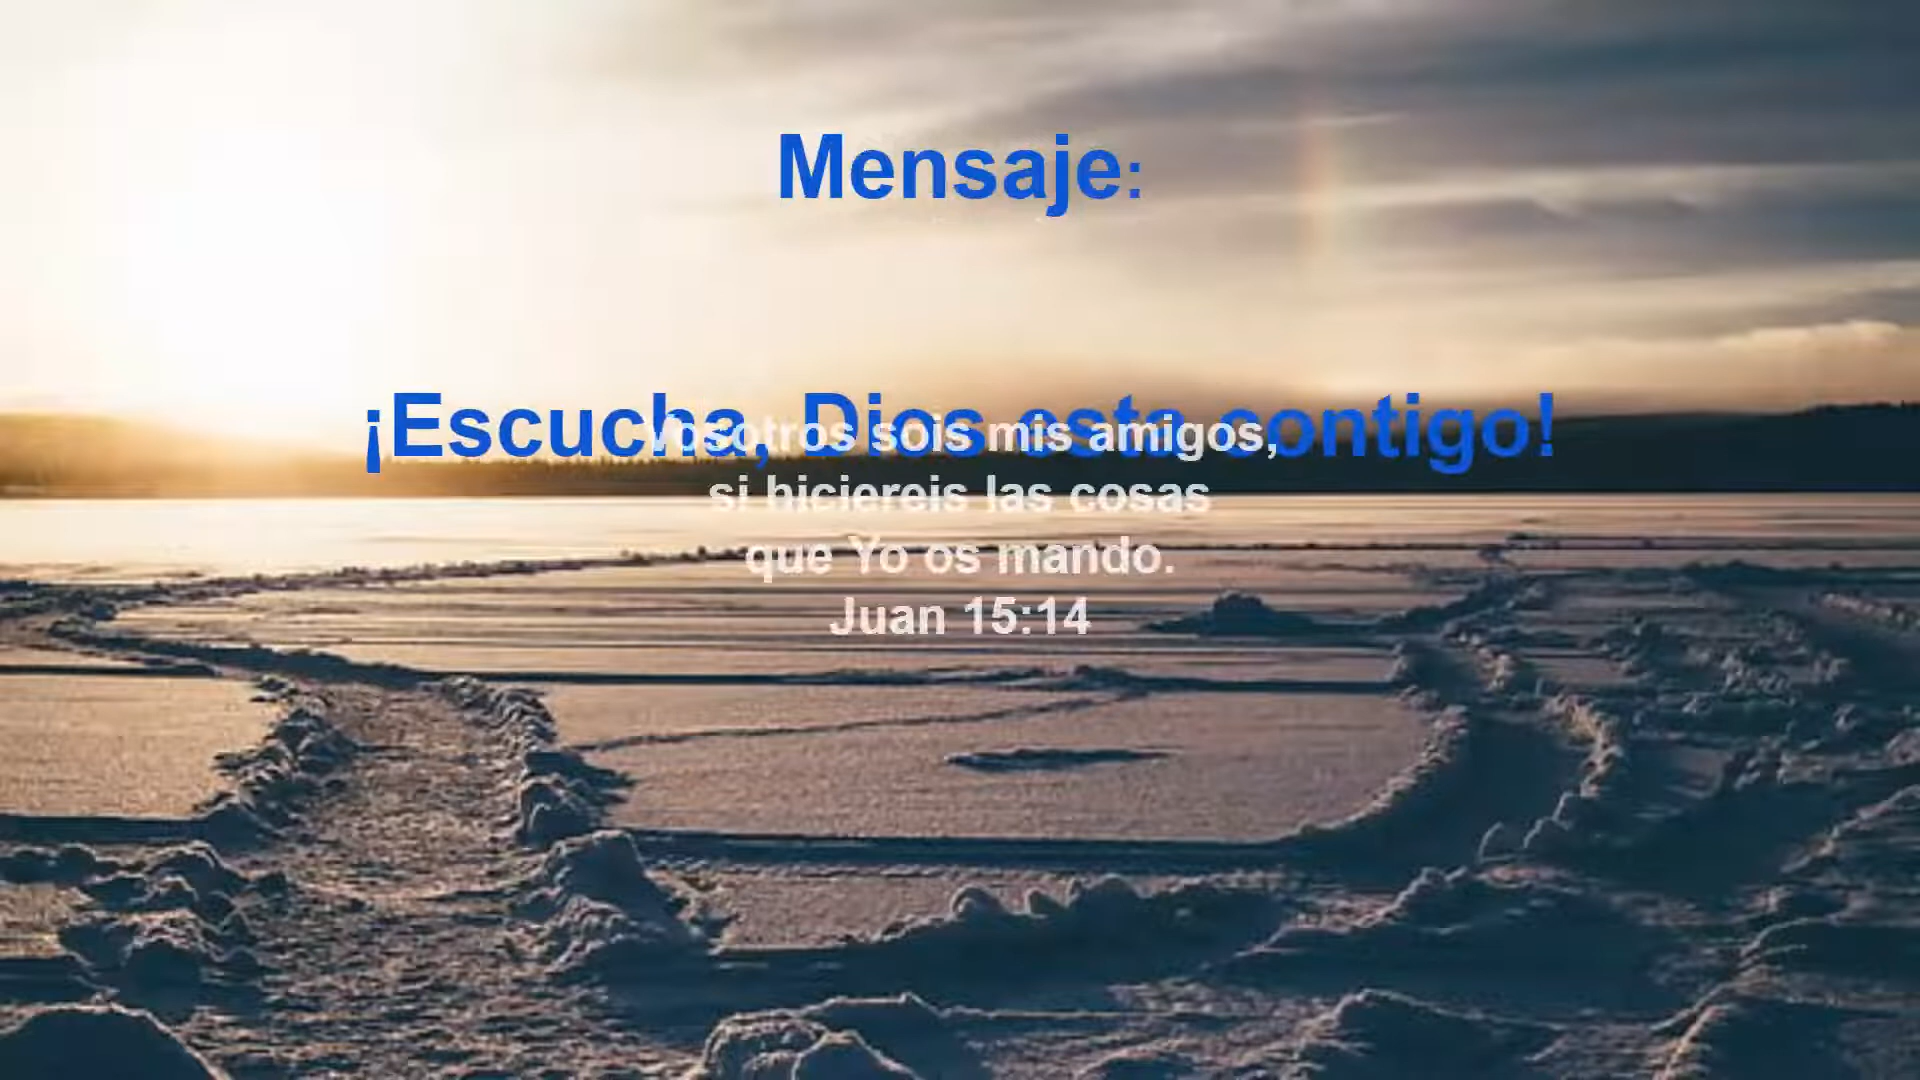 Mensaje:
¡Escucha, Dios esta contigo!
Vosotros sois mis amigos,
si hiciereis las cosas
que Yo os mando.
Juan 15:14